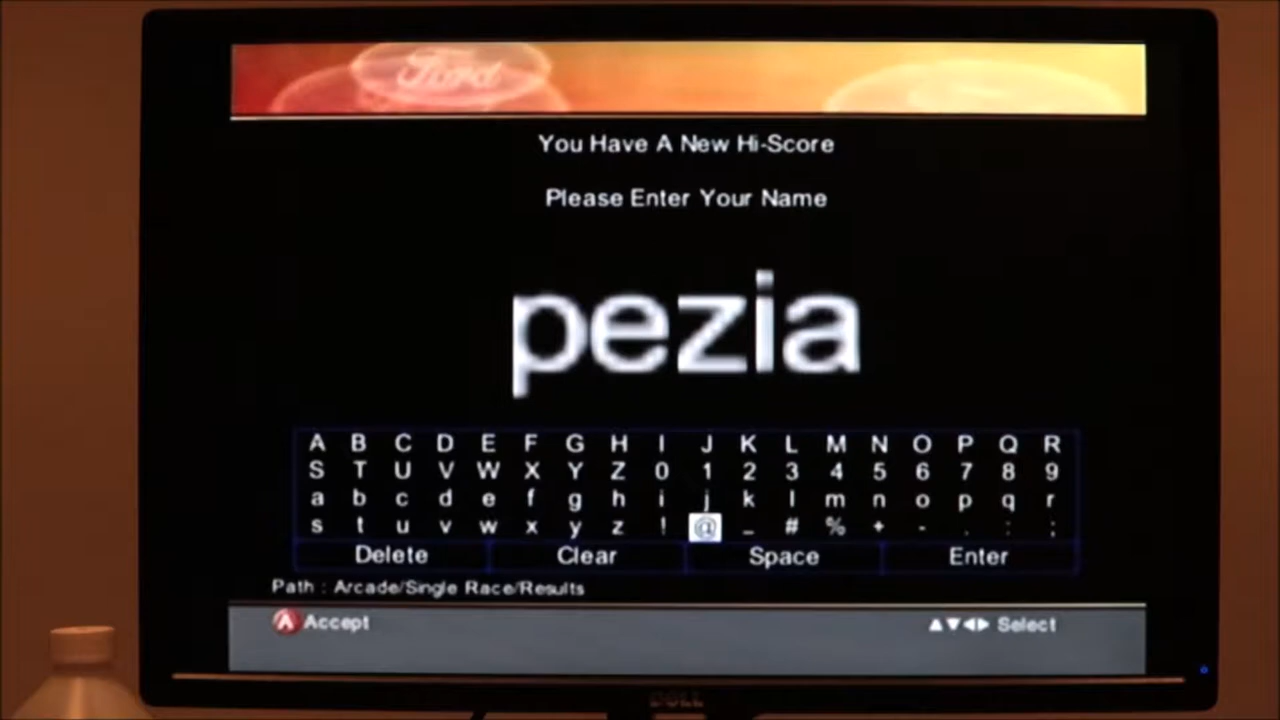 Ford
You Have A New Hi-Score
Please Enter Your Name
pezia
A B C D E F G H I J K L M N O P Q R
S T U V W X Y Z 0 1 2 3 4 5 6 7 8 9
a b c d e f g h i j k l m n o p q r
s t u v w x y z ! @ _ # % + - . : ;
Delete Clear Space Enter
Path : Arcade/Single Race/Results
A Accept ▲▼◀▶ Select
DELL